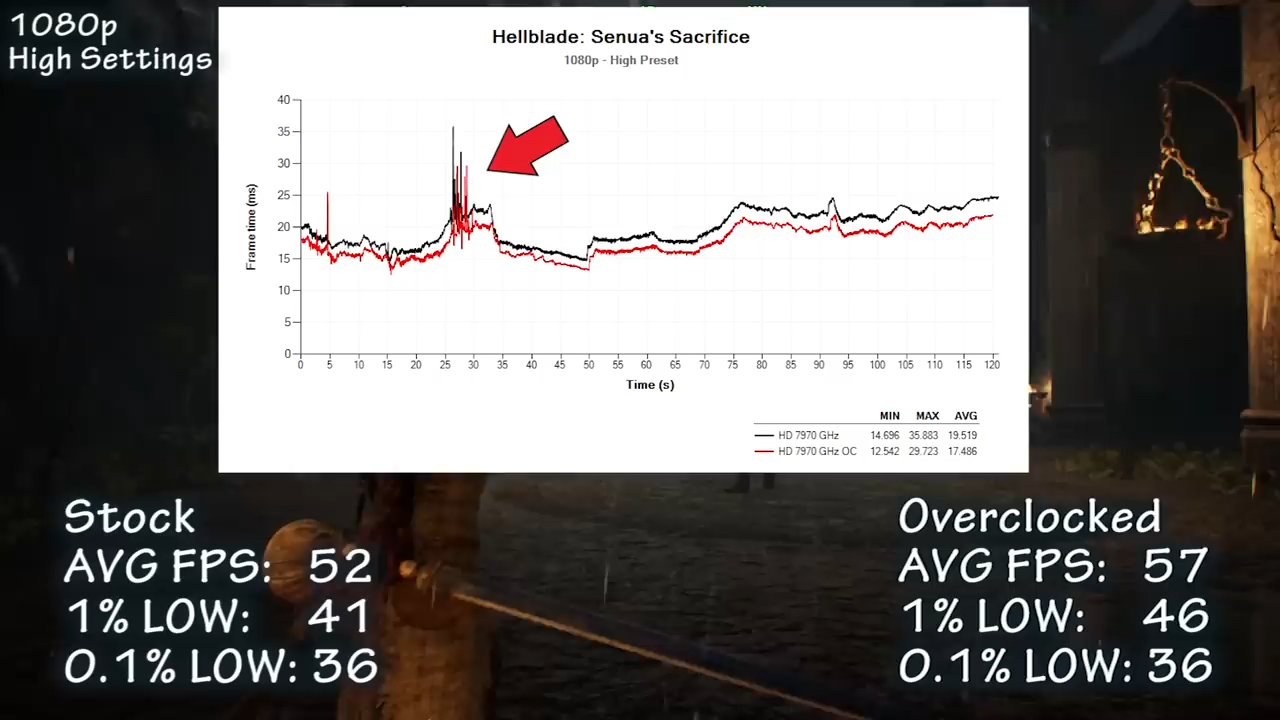 1080p
High Settings
Hellblade: Senua's Sacrifice
1080p - High Preset
40
35
30
25
20
15
10
5
0
Frame time (ms)
0 5 10 15 20 25 30 35 40 45 50 55 60 65 70 75 80 85 90 95 100 105 110 115 120
Time (s)
MIN MAX AVG
HD 7970 GHz 14.696 35.883 19.519
HD 7970 GHz OC 12.542 29.723 17.486
Stock
AVG FPS: 52
1% LOW: 41
0.1% LOW: 36
Overclocked
AVG FPS: 57
1% LOW: 46
0.1% LOW: 36